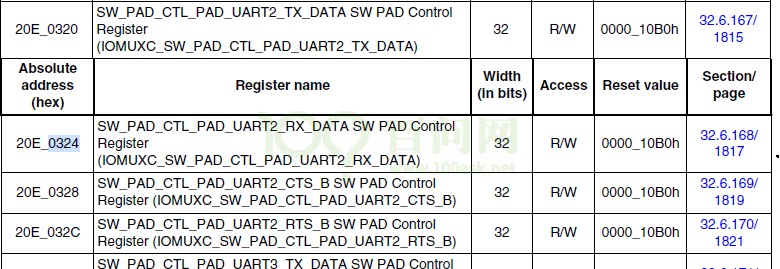 20E_0320 SW_PAD_CTL_PAD_UART2_TX_DATA SW PAD Control 32 R/W 0000_10B0h 32.6.167/
Register 1815
(IOMUXC_SW_PAD_CTL_PAD_UART2_TX_DATA)
Absolute Width Section/
address Register name (in bits) Access Reset value page
(hex)
20E_0324 SW_PAD_CTL_PAD_UART2_RX_DATA SW PAD Control 32 R/W 0000_10B0h 32.6.168/
Register 1817
(IOMUXC_SW_PAD_CTL_PAD_UART2_RX_DATA)
20E_0328 SW_PAD_CTL_PAD_UART2_CTS_B SW PAD Control 32 R/W 0000_10B0h 32.6.169/
Register (IOMUXC_SW_PAD_CTL_PAD_UART2_CTS_B) 1819
20E_032C SW_PAD_CTL_PAD_UART2_RTS_B SW PAD Control 32 R/W 0000_10B0h 32.6.170/
Register (IOMUXC_SW_PAD_CTL_PAD_UART2_RTS_B) 1821
SW_PAD_CTL_PAD_UART3_TX_DATA SW PAD Control
百问网
www.100ask.net